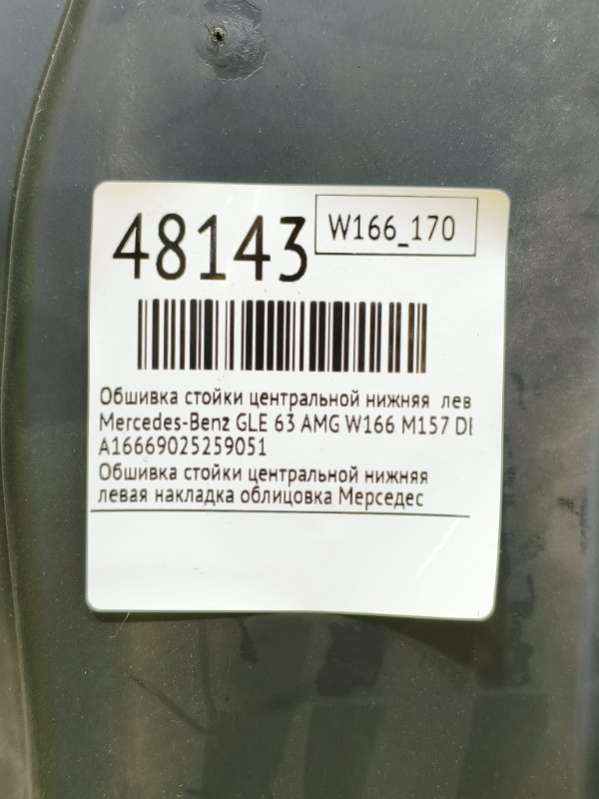 48143
W166_170
Обшивка стойки центральной нижняя лев
Mercedes-Benz GLE 63 AMG W166 M157 DE
A16669025259051
Обшивка стойки центральной нижняя
левая накладка облицовка Мерседес